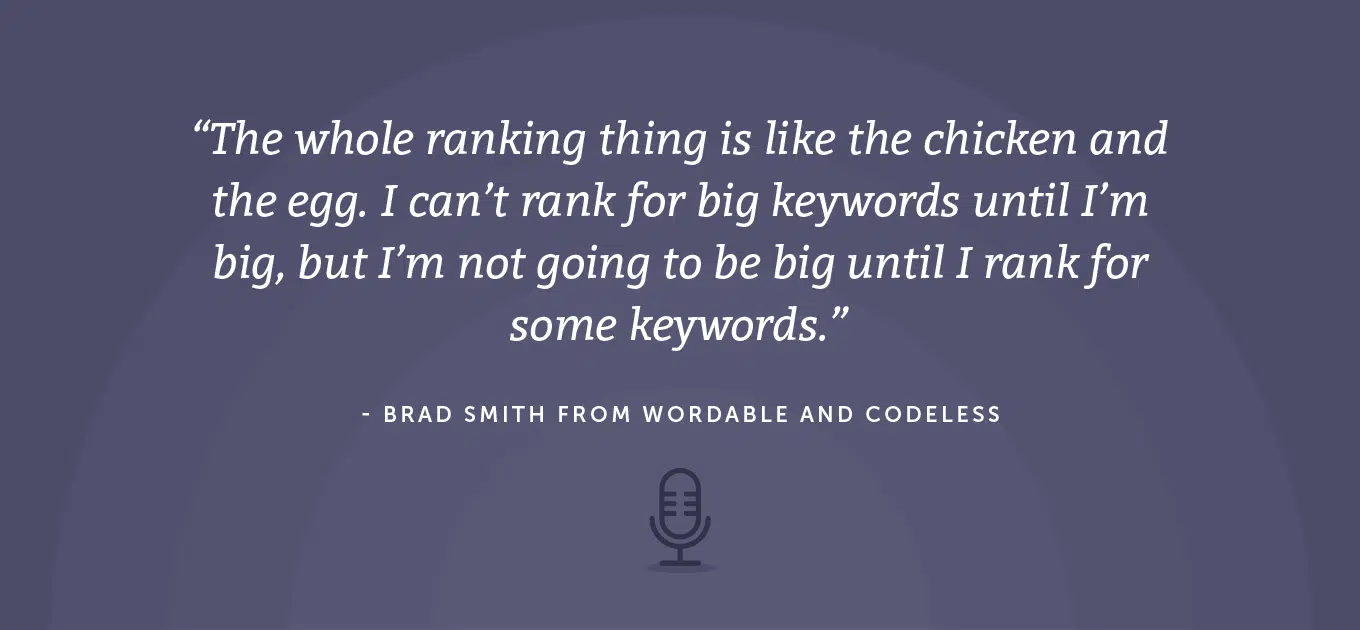 “The whole ranking thing is like the chicken and
the egg. I can’t rank for big keywords until I’m
big, but I’m not going to be big until I rank for
some keywords.”
- BRAD SMITH FROM WORDABLE AND CODELESS